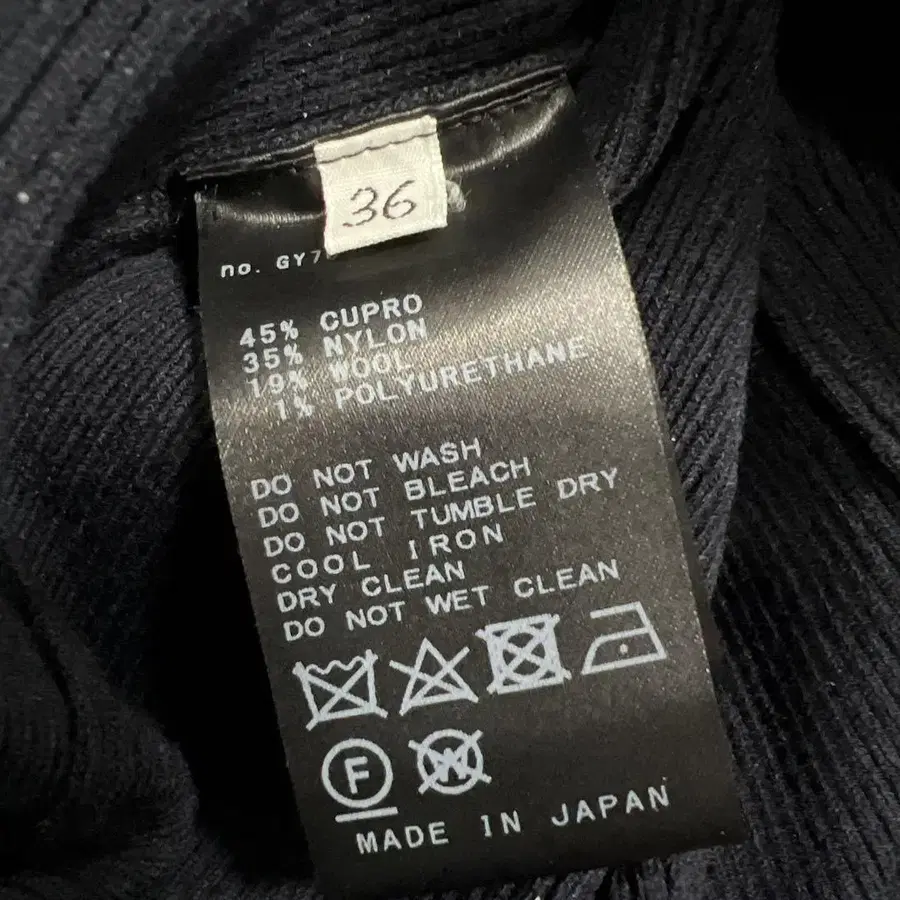 36
no. GY7
45% CUPRO
35% NYLON
19% WOOL
1% POLYURETHANE
DO NOT WASH
DO NOT BLEACH
DO NOT TUMBLE DRY
COOL IRON
DRY CLEAN
DO NOT WET CLEAN
F W
MADE IN JAPAN